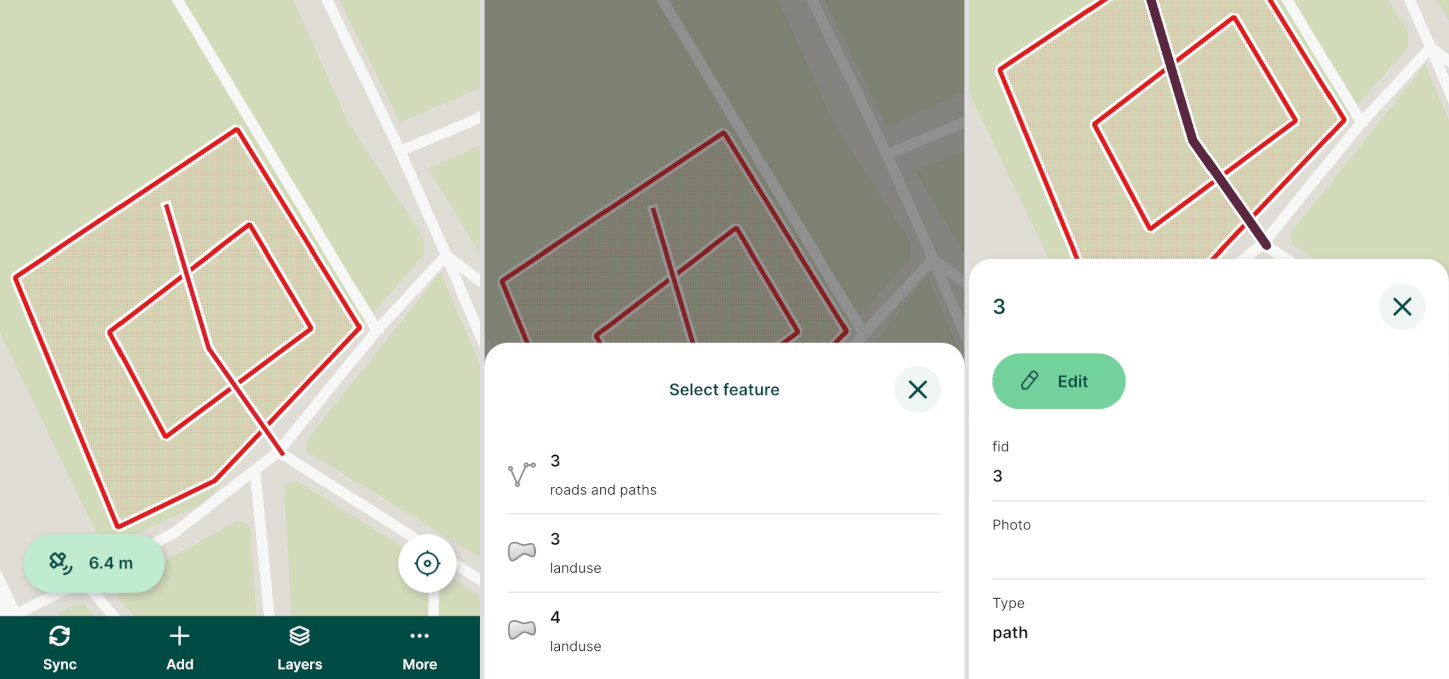 6.4 m
Sync
Add
Layers
More
Select feature
3
roads and paths
3
landuse
4
landuse
3
Edit
fid
3
Photo
Type
path